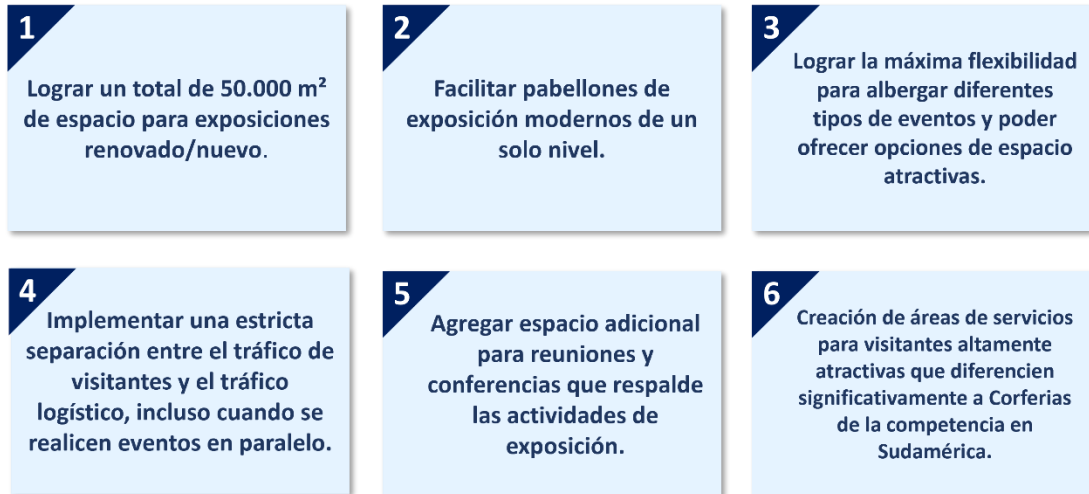 1
Lograr un total de 50.000 m²
de espacio para exposiciones
renovado/nuevo.
2
Facilitar pabellones de
exposición modernos de un
solo nivel.
3
Lograr la máxima flexibilidad
para albergar diferentes
tipos de eventos y poder
ofrecer opciones de espacio
atractivas.
4
Implementar una estricta
separación entre el tráfico de
visitantes y el tráfico
logístico, incluso cuando se
realicen eventos en paralelo.
5
Agregar espacio adicional
para reuniones y
conferencias que respalde
las actividades de
exposición.
6
Creación de áreas de servicios
para visitantes altamente
atractivas que diferencien
significativamente a Corferias
de la competencia en
Sudamérica.